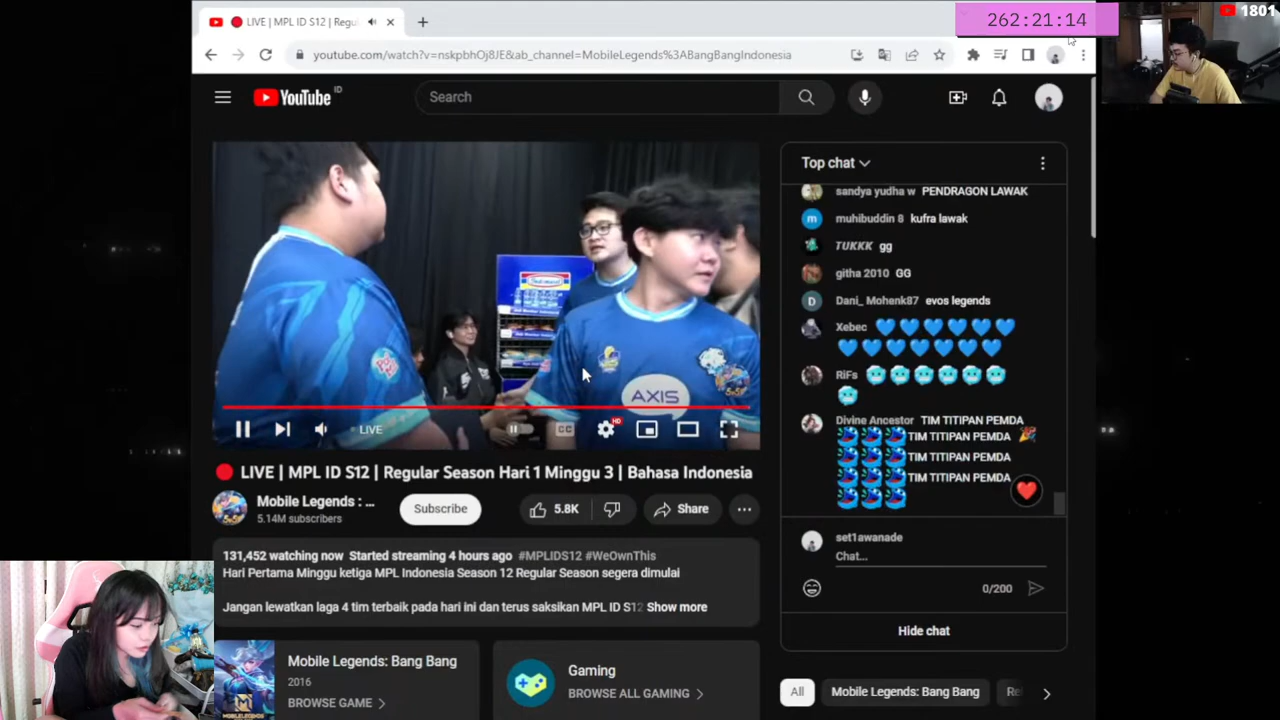 LIVE | MPL ID S12 | Regu
262:21:14
1801
youtube.com/watch?v=nskpbhOj8JE&ab_channel=MobileLegends%3ABangBangIndonesia
YouTube ID
Search
Top chat
sandya yudha w PENDRAGON LAWAK
muhibuddin 8 kufra lawak
TUKKK gg
githa 2010 GG
Dani_ Mohenk87 evos legends
Xebec
RiFs
Divine Ancestor TIM TITIPAN PEMDA
TIM TITIPAN PEMDA
TIM TITIPAN PEMDA
TIM TITIPAN PEMDA
AXIS
LIVE
CC
HD
LIVE | MPL ID S12 | Regular Season Hari 1 Minggu 3 | Bahasa Indonesia
Mobile Legends : ...
5.14M subscribers
Subscribe
5.8K
Share
set1awanade
Chat...
0/200
131,452 watching now Started streaming 4 hours ago #MPLIDS12 #WeOwnThis
Hari Pertama Minggu ketiga MPL Indonesia Season 12 Regular Season segera dimulai
Jangan lewatkan laga 4 tim terbaik pada hari ini dan terus saksikan MPL ID S12 Show more
Hide chat
Mobile Legends: Bang Bang
2016
BROWSE GAME
Gaming
BROWSE ALL GAMING
All
Mobile Legends: Bang Bang
Re